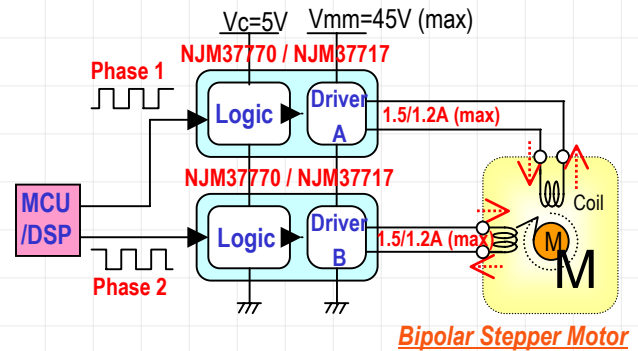 Vc=5V Vmm=45V (max)
NJM37770 / NJM37717
Phase 1
Logic
Driver
A
1.5/1.2A (max)
NJM37770 / NJM37717
MCU
/DSP
Logic
Driver
B
1.5/1.2A (max)
Coil
M
M
Phase 2
Bipolar Stepper Motor